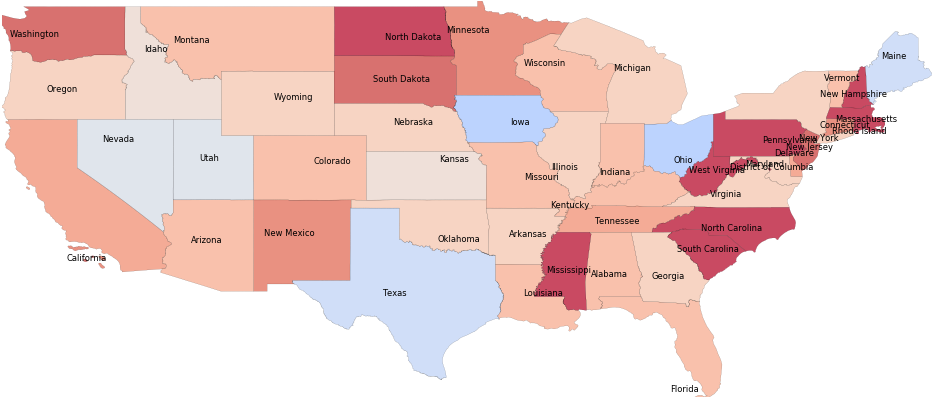 Washington
Idaho
Montana
North Dakota
Minnesota
Maine
Oregon
Wyoming
South Dakota
Wisconsin
Michigan
Vermont
New Hampshire
Nevada
Utah
Colorado
Nebraska
Kansas
Iowa
Illinois
Missouri
Indiana
Ohio
Pennsylvania
New York
Massachusetts
Connecticut
Rhode Island
New Jersey
Delaware
Maryland
District of Columbia
West Virginia
Virginia
Kentucky
California
Arizona
New Mexico
Oklahoma
Arkansas
Tennessee
North Carolina
South Carolina
Texas
Louisiana
Mississippi
Alabama
Georgia
Florida